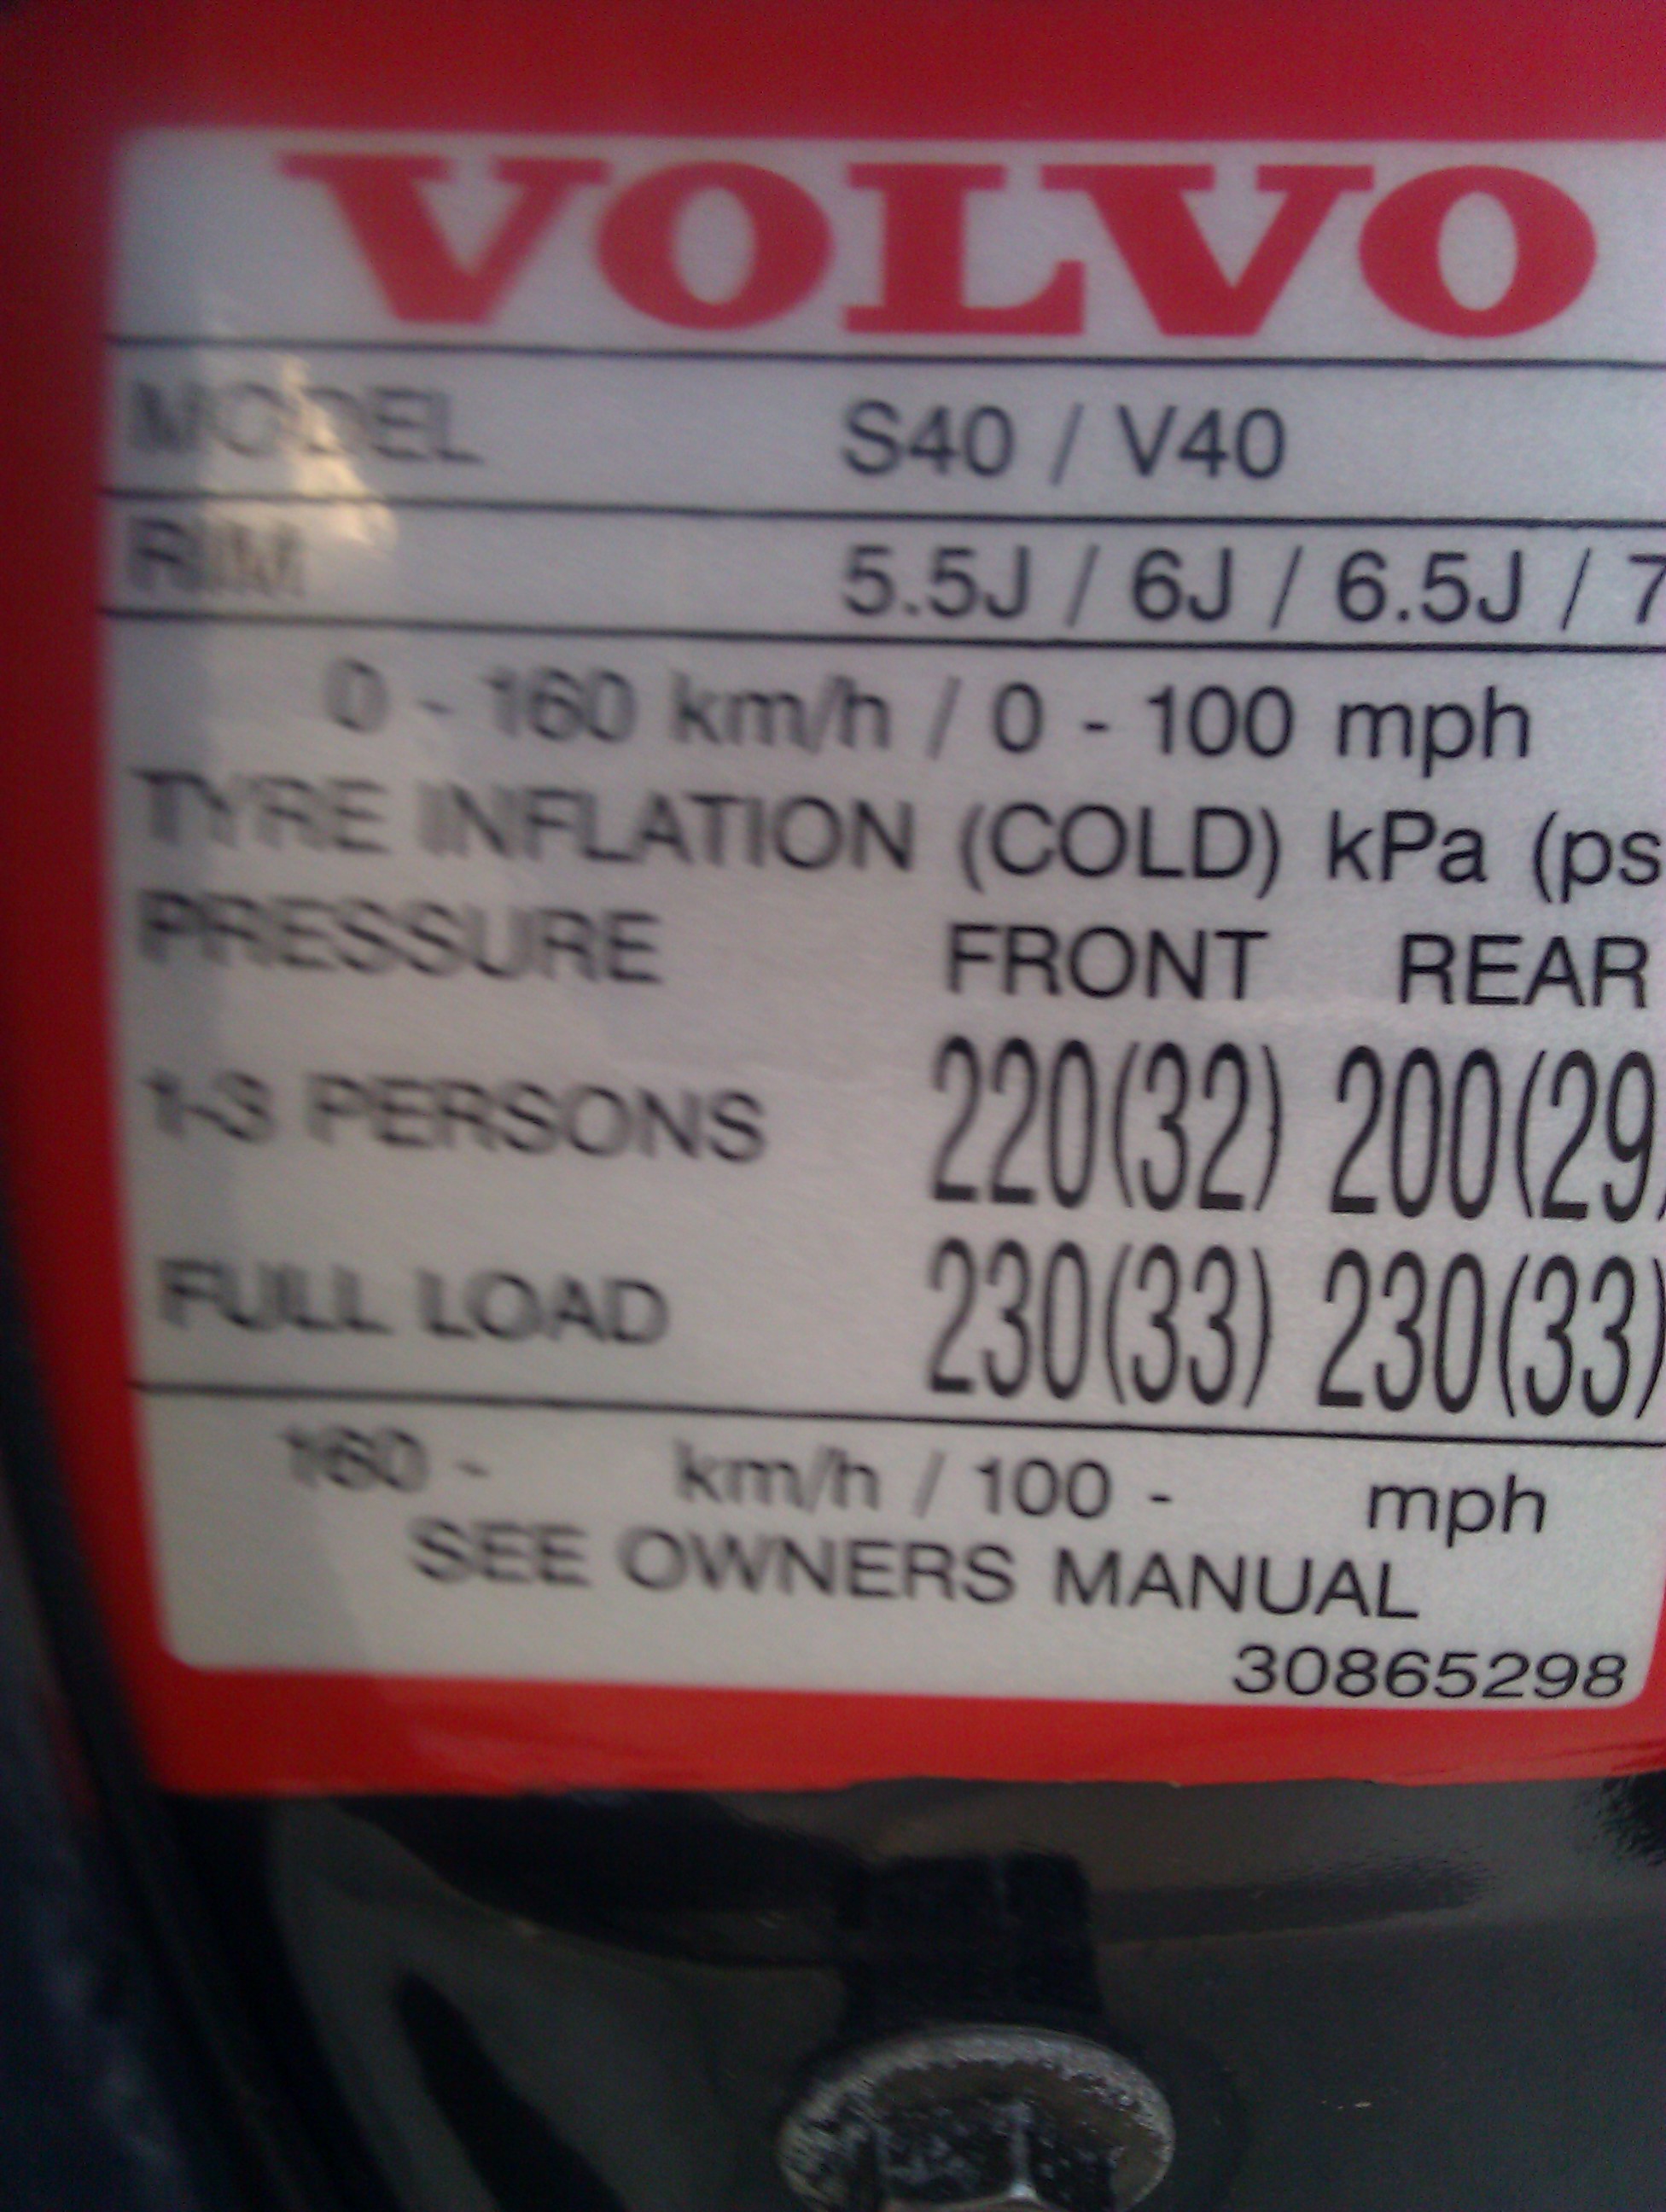 VOLVO
MODEL S40 / V40
RIM 5.5J / 6J / 6.5J / 7
0 - 160 km/h / 0 - 100 mph
TYRE INFLATION (COLD) kPa (ps
PRESSURE FRONT REAR
1-3 PERSONS 220(32) 200(29)
FULL LOAD 230(33) 230(33)
160 - km/h / 100 - mph
SEE OWNERS MANUAL
30865298